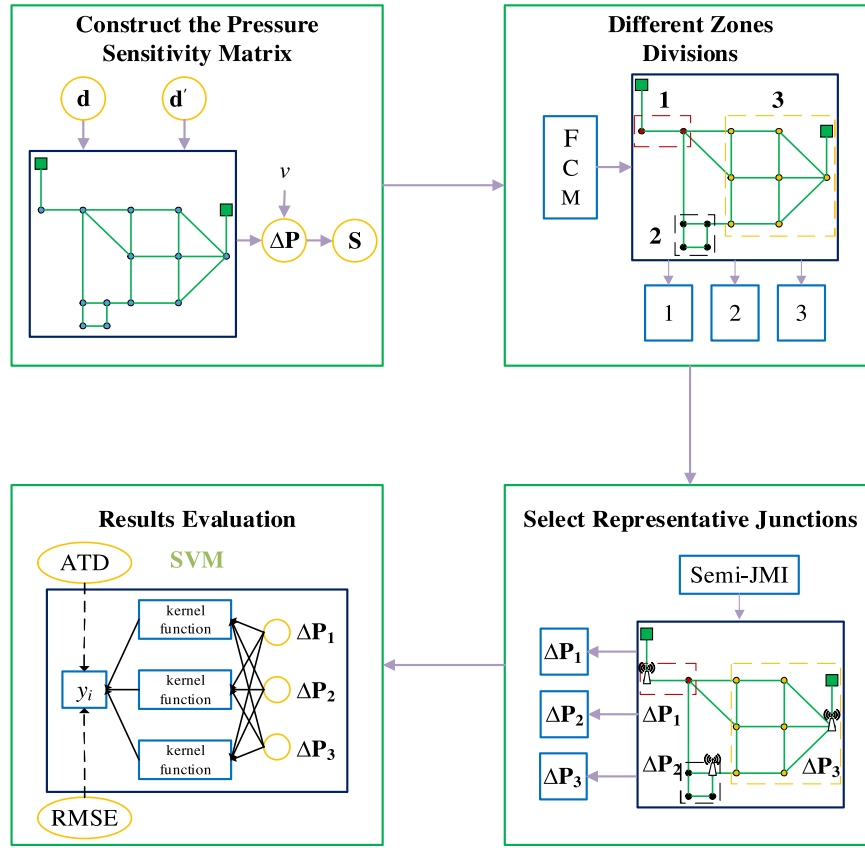 Construct the Pressure
Sensitivity Matrix
d
d′
v
ΔP
S
Different Zones
Divisions
F
C
M
1
3
2
1
2
3
Results Evaluation
ATD
SVM
kernel
function
ΔP₁
yᵢ
kernel
function
ΔP₂
kernel
function
ΔP₃
RMSE
Select Representative Junctions
Semi-JMI
ΔP₁
ΔP₂
ΔP₁
ΔP₃
ΔP₂
ΔP₃